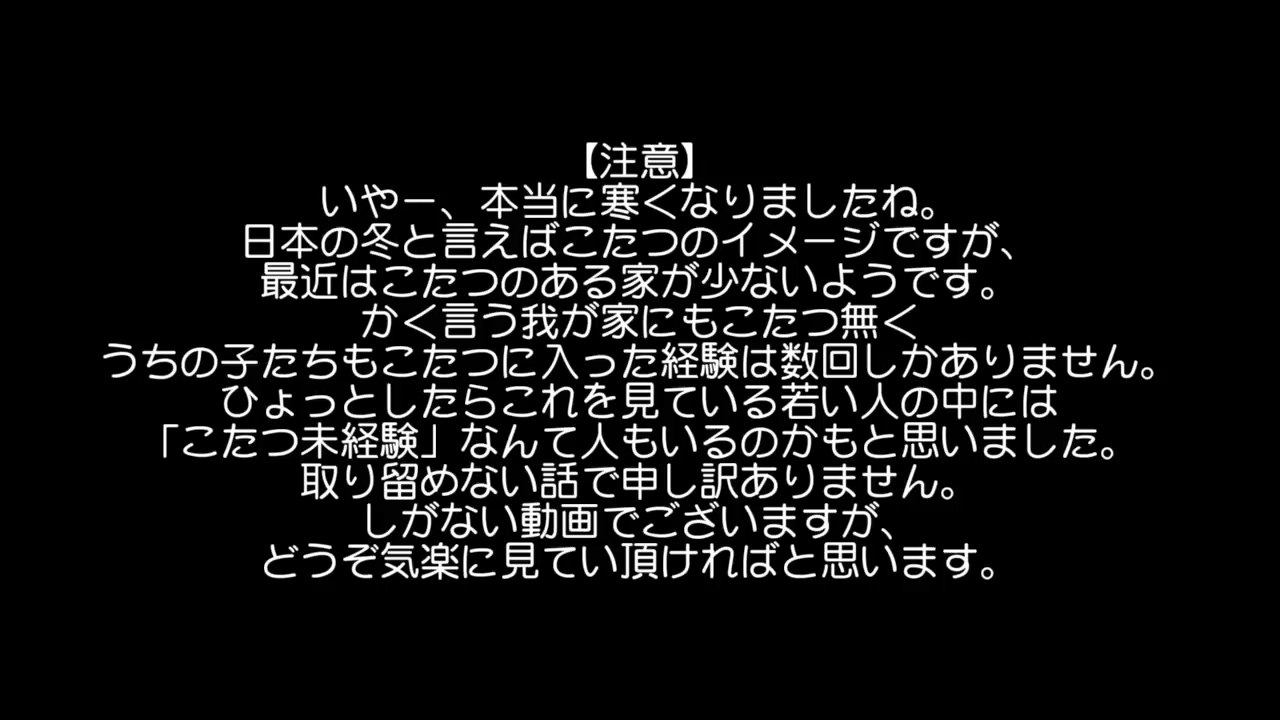 【注意】
いやー、本当に寒くなりましたね。
日本の冬と言えばこたつのイメージですが、
最近はこたつのある家が少ないようです。
かく言う我が家にもこたつ無く
うちの子たちもこたつに入った経験は数回しかありません。
ひょっとしたらこれを見ている若い人の中には
「こたつ未経験」なんて人もいるのかもと思いました。
取り留めない話で申し訳ありません。
しがない動画でございますが、
どうぞ気楽に見てい頂ければと思います。